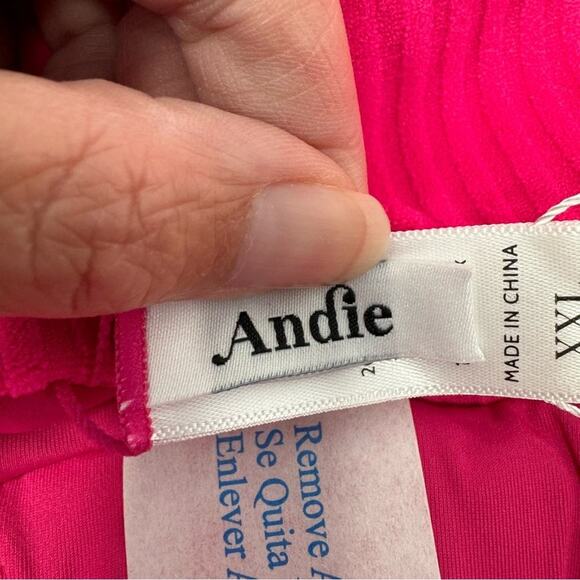 Andie
MADE IN CHINA
XXL
Remove
Se Quita
Enlever